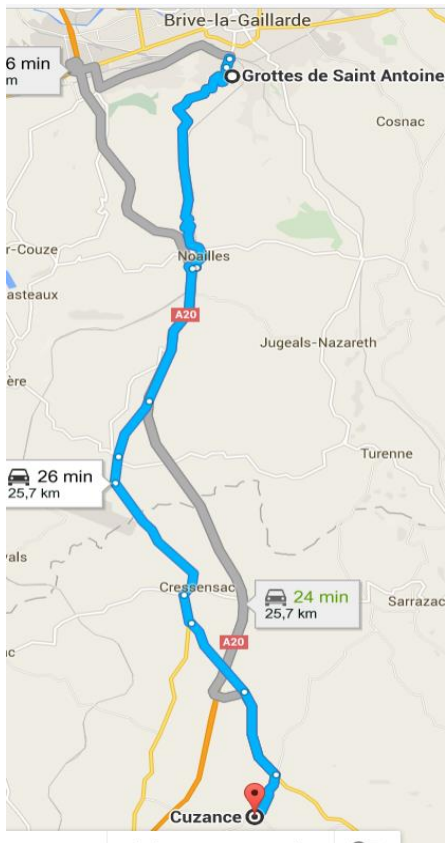 Brive-la-Gaillarde
6 min
m
Grottes de Saint Antoine
Cosnac
r-Couze
Noailles
asteaux
A20
Jugeals-Nazareth
ère
Turenne
26 min
25,7 km
vals
Cressensac
24 min
25,7 km
Sarrazac
ac
A20
Cuzance